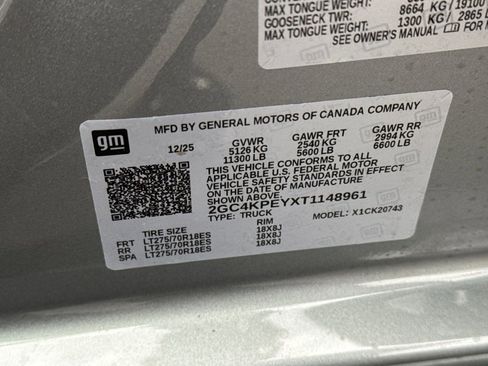 MAX TONGUE WEIGHT:
GOOSENECK TWR: 8664 KG / 19100
MAX TONGUE WEIGHT: 1300 KG / 2865 L
SEE OWNER'S MANUAL
gm
MFD BY GENERAL MOTORS OF CANADA COMPANY
12/25 GVWR GAWR FRT GAWR RR
5126 KG 2540 KG 2994 KG
11300 LB 5600 LB 6600 LB
THIS VEHICLE CONFORMS TO ALL
APPLICABLE U.S. FEDERAL MOTOR
VEHICLE SAFETY STANDARDS IN EFFECT
ON THE DATE OF MANUFACTURE SHOWN ABOVE.
2GC4KPEYXT1148961
TYPE: TRUCK MODEL: X1CK20743
TIRE SIZE RIM
FRT LT275/70R18ES 18X8J
RR LT275/70R18ES 18X8J
SPA LT275/70R18ES 18X8J